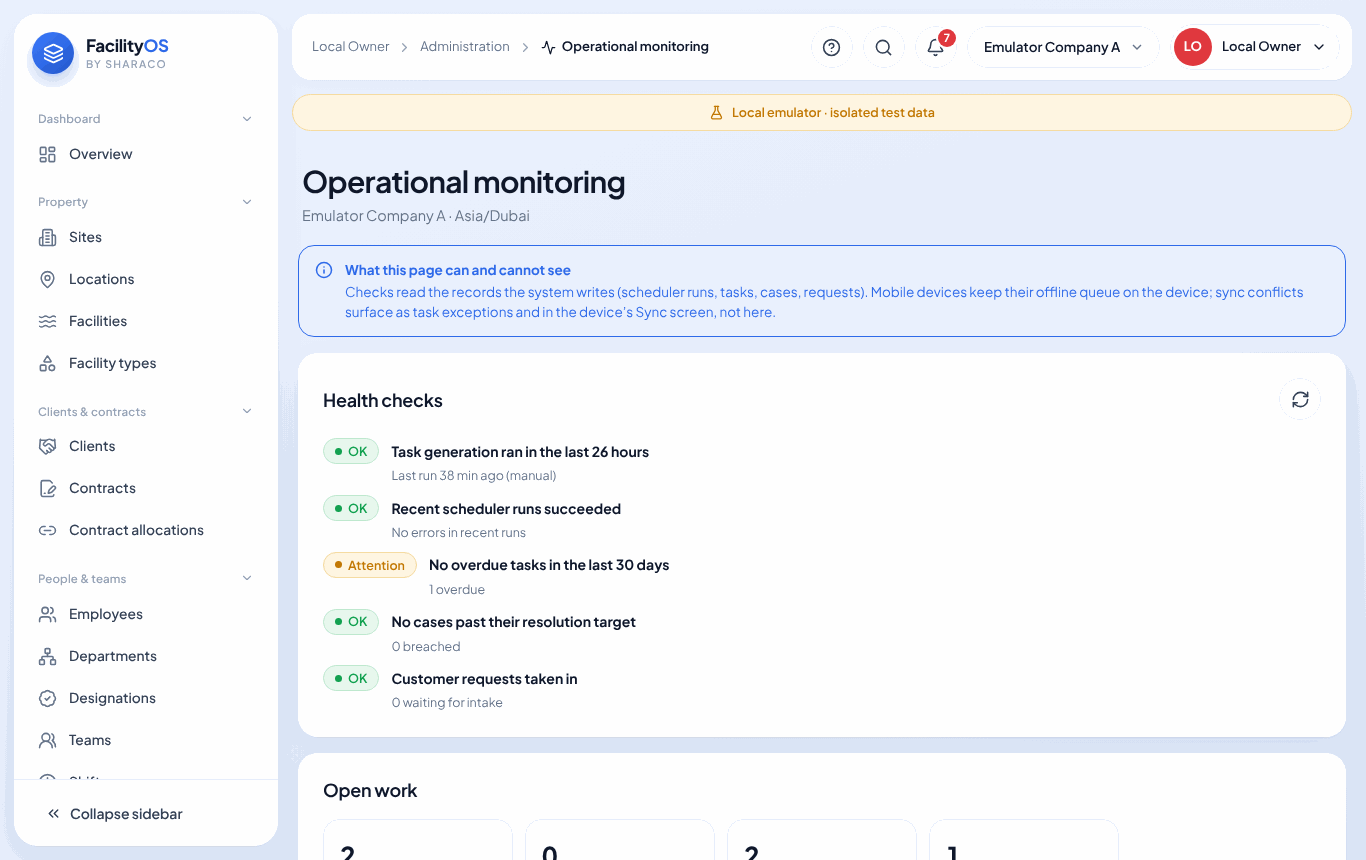 FacilityOS
BY SHARACO
Dashboard
Overview
Property
Sites
Locations
Facilities
Facility types
Clients & contracts
Clients
Contracts
Contract allocations
People & teams
Employees
Departments
Designations
Teams
Collapse sidebar
Local Owner
Administration
Operational monitoring
7
Emulator Company A
LO
Local Owner
Local emulator · isolated test data
Operational monitoring
Emulator Company A · Asia/Dubai
What this page can and cannot see
Checks read the records the system writes (scheduler runs, tasks, cases, requests). Mobile devices keep their offline queue on the device; sync conflicts
surface as task exceptions and in the device's Sync screen, not here.
Health checks
OK Task generation ran in the last 26 hours
Last run 38 min ago (manual)
OK Recent scheduler runs succeeded
No errors in recent runs
Attention No overdue tasks in the last 30 days
1 overdue
OK No cases past their resolution target
0 breached
OK Customer requests taken in
0 waiting for intake
Open work
2 0 2 1